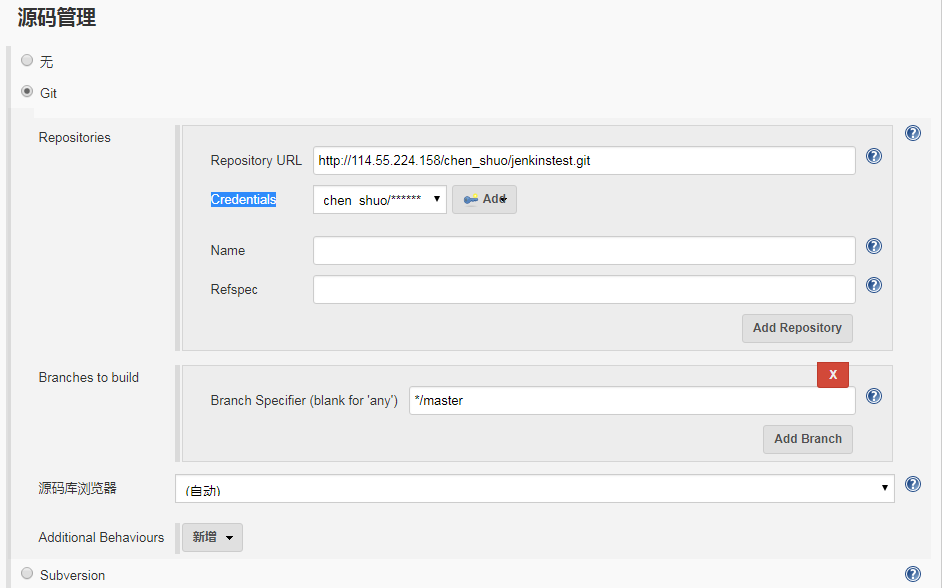 源码管理
无
Git
Repositories
Repository URL http://114.55.224.158/chen_shuo/jenkinstest.git
Credentials chen_shuo/****** Add
Name
Refspec
Add Repository
Branches to build
X
Branch Specifier (blank for 'any') */master
Add Branch
源码库浏览器 (自动)
Additional Behaviours 新增
Subversion